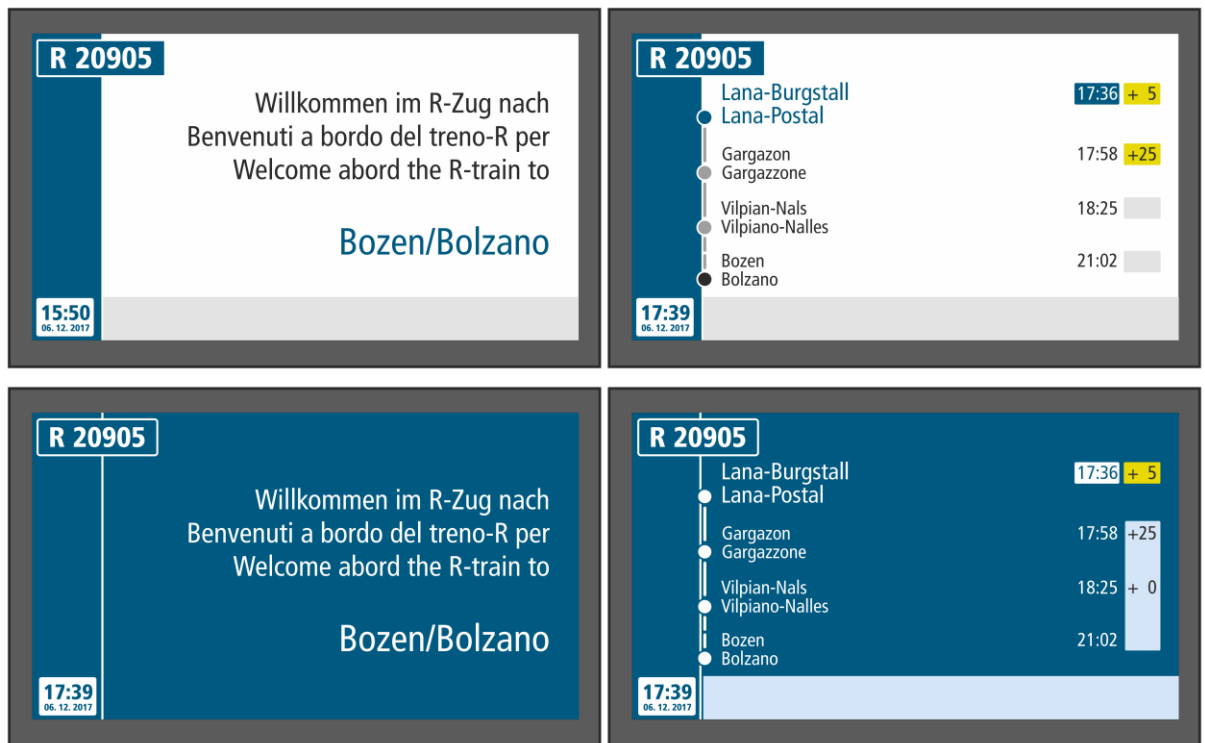 R 20905
Willkommen im R-Zug nach
Benvenuti a bordo del treno-R per
Welcome abord the R-train to
Bozen/Bolzano
15:50
06. 12. 2017
R 20905
Lana-Burgstall 17:36 + 5
Lana-Postal
Gargazon 17:58 +25
Gargazzone
Vilpian-Nals 18:25
Vilpiano-Nalles
Bozen 21:02
Bolzano
17:39
06. 12. 2017
R 20905
Willkommen im R-Zug nach
Benvenuti a bordo del treno-R per
Welcome abord the R-train to
Bozen/Bolzano
17:39
06. 12. 2017
R 20905
Lana-Burgstall 17:36 + 5
Lana-Postal
Gargazon 17:58 +25
Gargazzone
Vilpian-Nals 18:25 + 0
Vilpiano-Nalles
Bozen 21:02
Bolzano
17:39
06. 12. 2017